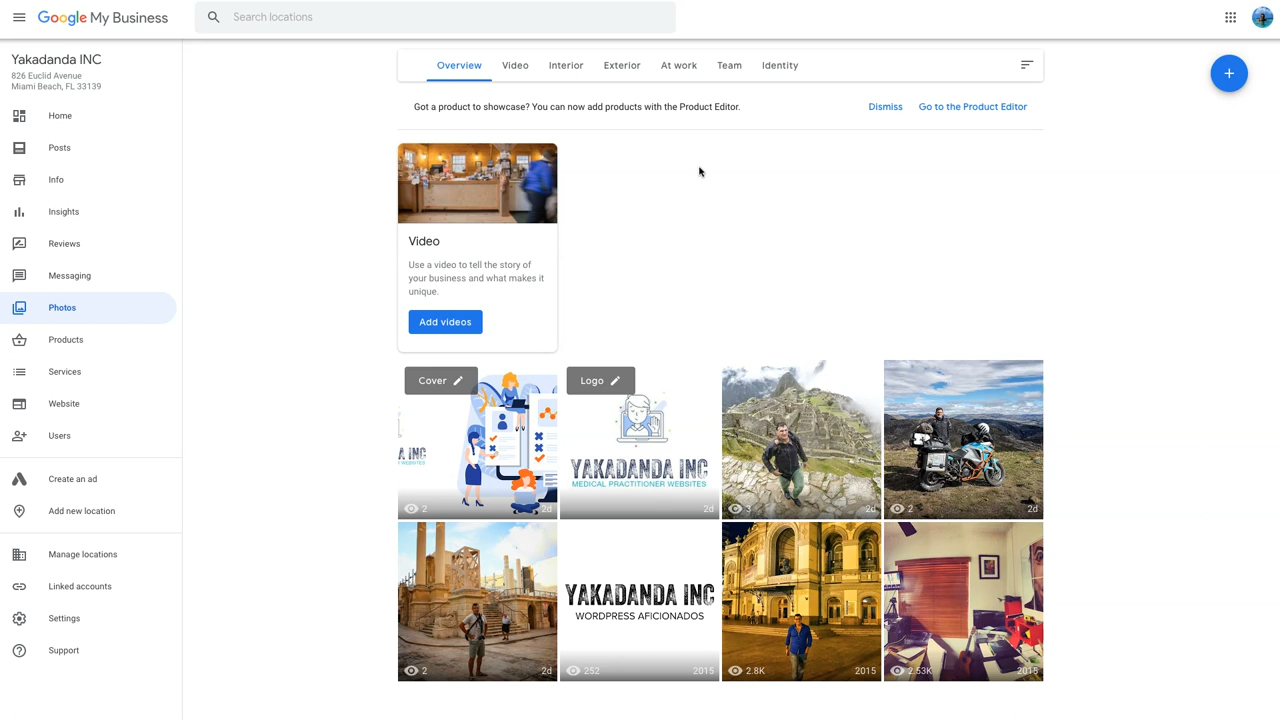 Google My Business
Search locations
Yakadanda INC
826 Euclid Avenue
Miami Beach, FL 33139
Home
Posts
Info
Insights
Reviews
Messaging
Photos
Products
Services
Website
Users
Create an ad
Add new location
Manage locations
Linked accounts
Settings
Support
Overview
Video
Interior
Exterior
At work
Team
Identity
Got a product to showcase? You can now add products with the Product Editor.
Dismiss
Go to the Product Editor
Video
Use a video to tell the story of
your business and what makes it
unique.
Add videos
Cover
2
2d
Logo
YAKADANDA INC
MEDICAL PRACTITIONER WEBSITES
2d
3
2d
2
2d
2
2d
YAKADANDA INC
WORDPRESS AFICIONADOS
252
2015
2.8K
2015
2.53K
2015